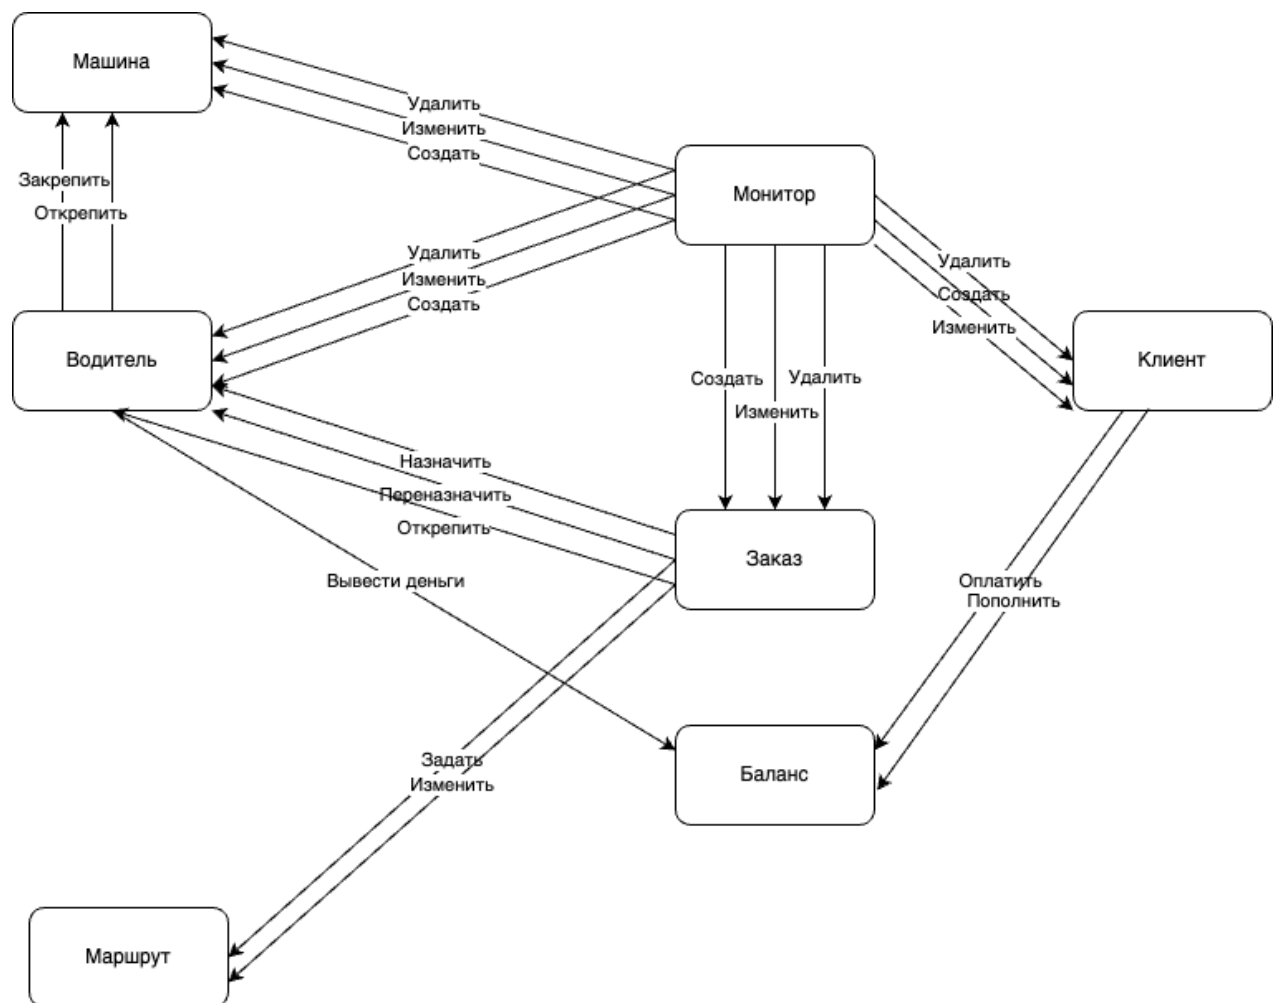 Машина
Удалить
Изменить
Создать
Закрепить
Открепить
Монитор
Удалить
Изменить
Создать
Удалить
Создать
Изменить
Водитель
Клиент
Создать
Удалить
Изменить
Назначить
Переназначить
Открепить
Заказ
Вывести деньги
Оплатить
Пополнить
Задать
Изменить
Баланс
Маршрут